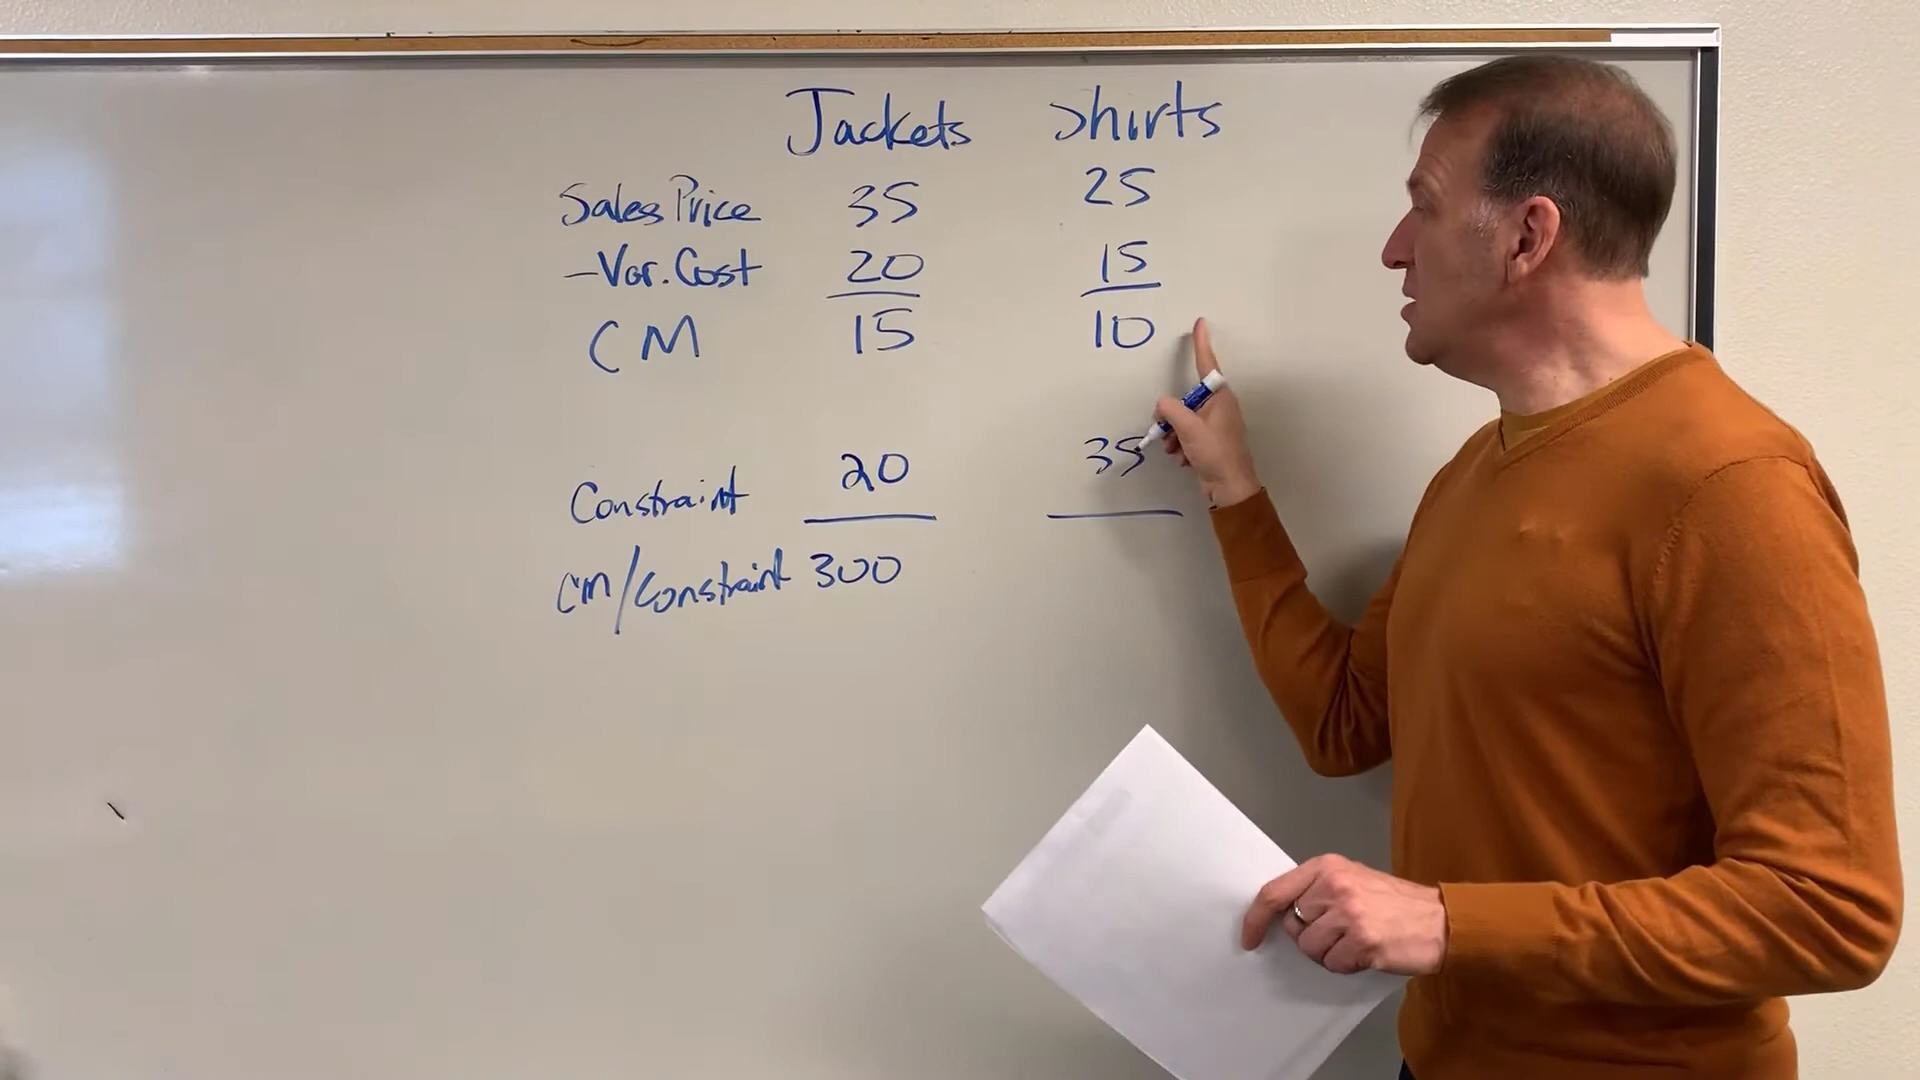 Jackets Shirts
Sales Price 35 25
-Var. Cost 20 15
CM 15 10
Constraint 20 35
CM/Constraint 300